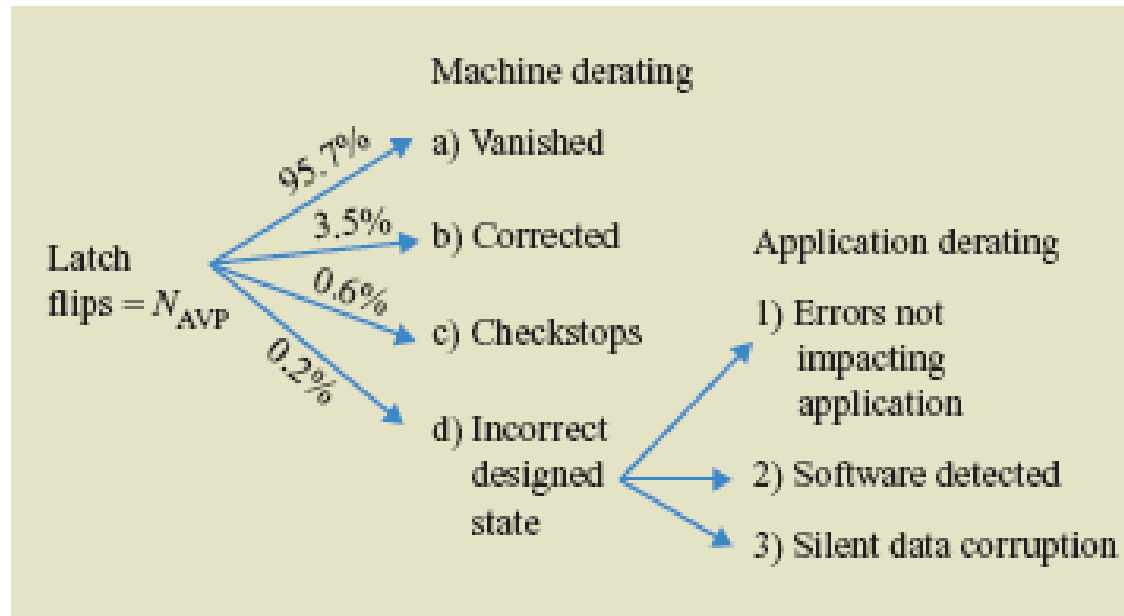 Machine derating
95.7%
a) Vanished
3.5%
b) Corrected
Latch
flips = N_AVP
0.6%
c) Checkstops
0.2%
d) Incorrect
designed
state
Application derating
1) Errors not
impacting
application
2) Software detected
3) Silent data corruption